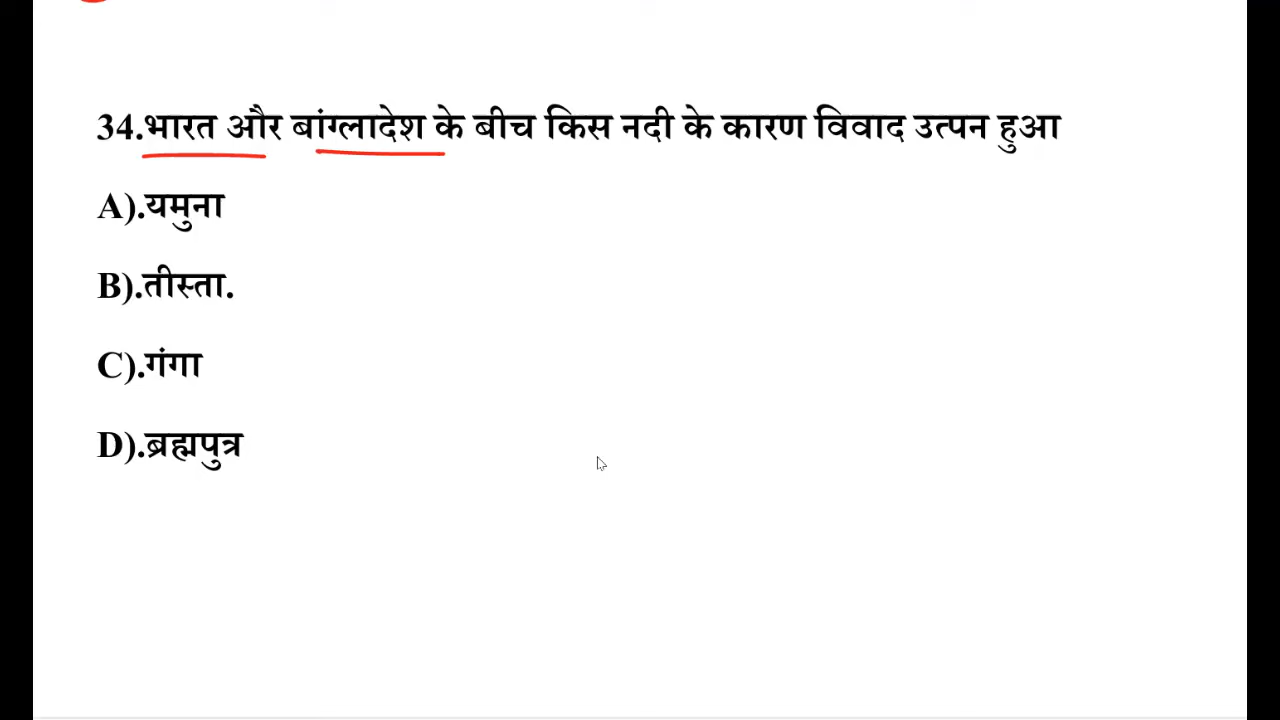 34.भारत और बांग्लादेश के बीच किस नदी के कारण विवाद उत्पन हुआ
A).यमुना
B).तीस्ता.
C).गंगा
D).ब्रह्मपुत्र